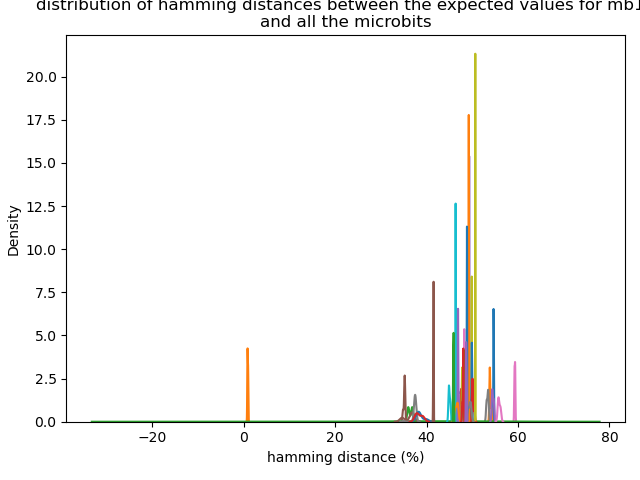 distribution of hamming distances between the expected values for mb1
and all the microbits
Density
20.0
17.5
15.0
12.5
10.0
7.5
5.0
2.5
0.0
−20 0 20 40 60 80
hamming distance (%)